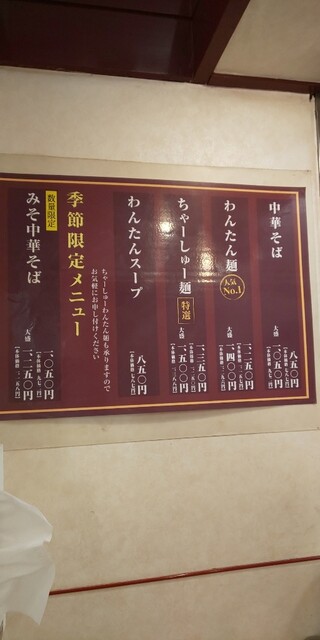 中華そば
八五〇円
大盛
一、〇五〇円
わんたん麺
人気No.1
一、二五〇円
大盛
一、四〇〇円
ちゃーしゅー麺
特選
一、三五〇円
大盛
一、五〇〇円
わんたんスープ
八五〇円
ちゃーしゅーわんたん麺も承りますので
お気軽にお申し付けください
季節限定メニュー
数量限定
みそ中華そば
一、〇五〇円
大盛
一、二五〇円